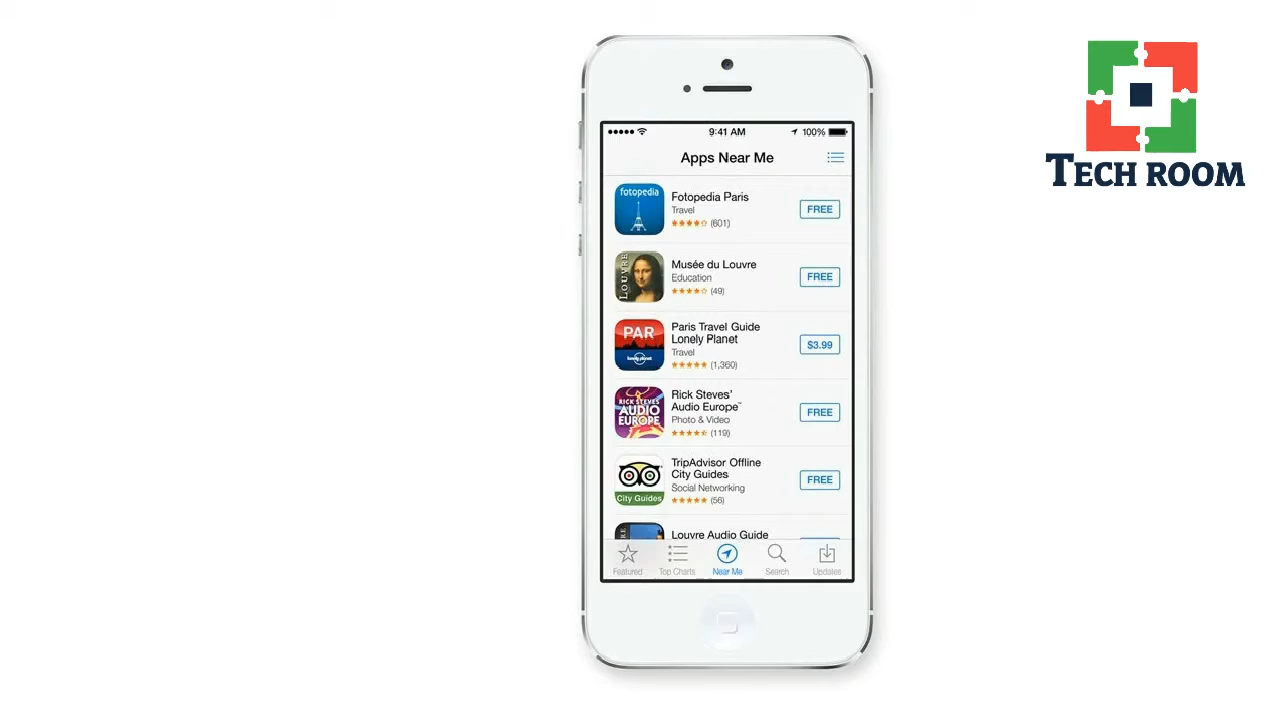 TECH ROOM
9:41 AM
100%
Apps Near Me
fotopedia
Fotopedia Paris
Travel
(601)
FREE
LOUVRE
Musée du Louvre
Education
(49)
FREE
PAR
lonely planet
Paris Travel Guide
Lonely Planet
Travel
(1,360)
$3.99
RICK STEVES'
AUDIO
EUROPE
Rick Steves'
Audio Europe™
Photo & Video
(119)
FREE
City Guides
TripAdvisor Offline
City Guides
Social Networking
(56)
FREE
Louvre Audio Guide
Featured
Top Charts
Near Me
Search
Updates